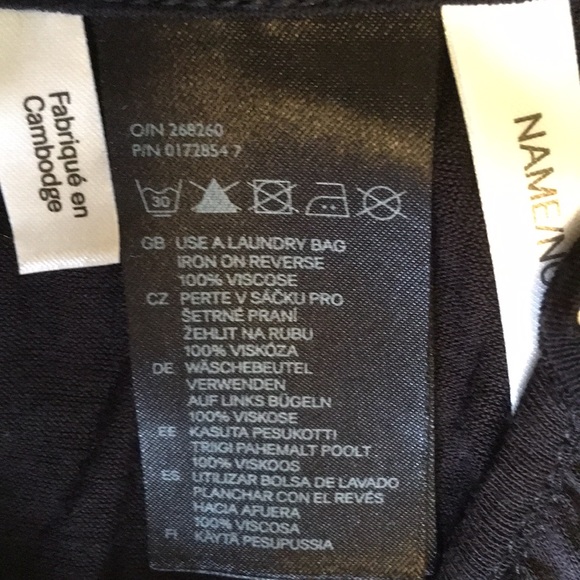 Fabriqué en
Cambodge
O/N 268260
P/N 0172854 7
30
GB USE A LAUNDRY BAG
IRON ON REVERSE
100% VISCOSE
CZ PERTE V SÁČKU PRO
ŠETRNÉ PRANÍ
ŽEHLIT NA RUBU
100% VISKÓZA
DE WÄSCHEBEUTEL
VERWENDEN
AUF LINKS BÜGELN
100% VISKOSE
EE KASUTA PESUKOTTI
TRIIGI PAHEMALT POOLT
100% VISKOOS
ES UTILIZAR BOLSA DE LAVADO
PLANCHAR CON EL REVÉS
HACIA AFUERA
100% VISCOSA
FI KÄYTÄ PESUPUSSIA
NAME/NO